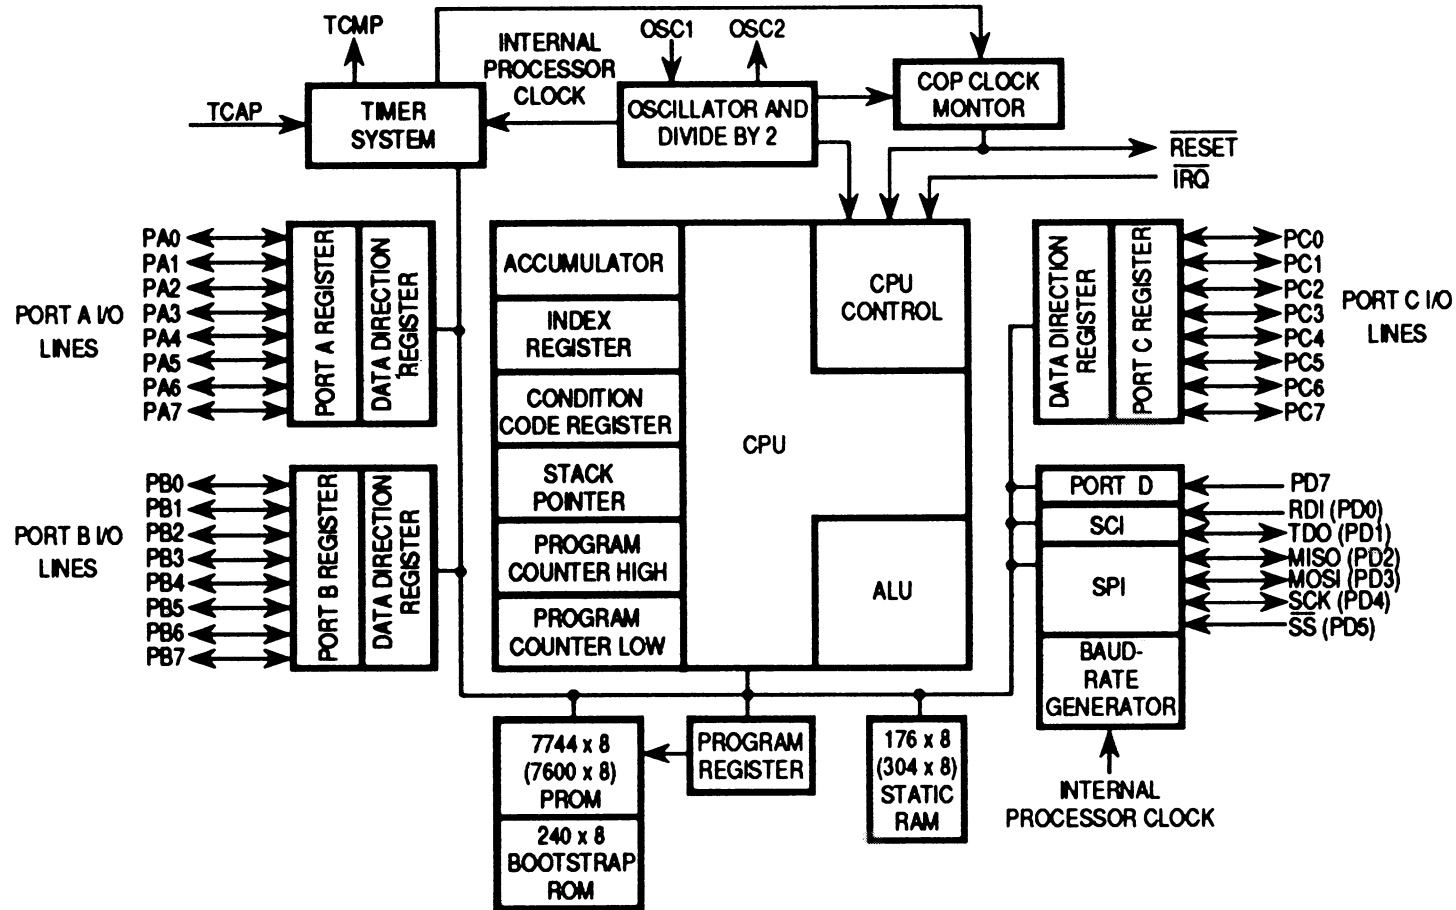 TCMP
OSC1
OSC2
INTERNAL
PROCESSOR
CLOCK
TCAP
TIMER
SYSTEM
OSCILLATOR AND
DIVIDE BY 2
COP CLOCK
MONTOR
RESET
IRQ
PORT A I/O
LINES
PA0
PA1
PA2
PA3
PA4
PA5
PA6
PA7
PORT A REGISTER
DATA DIRECTION
REGISTER
PORT B I/O
LINES
PB0
PB1
PB2
PB3
PB4
PB5
PB6
PB7
PORT B REGISTER
DATA DIRECTION
REGISTER
ACCUMULATOR
INDEX
REGISTER
CONDITION
CODE REGISTER
STACK
POINTER
PROGRAM
COUNTER HIGH
PROGRAM
COUNTER LOW
CPU
CPU
CONTROL
ALU
DATA DIRECTION
REGISTER
PORT C REGISTER
PC0
PC1
PC2
PC3
PC4
PC5
PC6
PC7
PORT C I/O
LINES
PORT D
SCI
SPI
BAUD-
RATE
GENERATOR
PD7
RDI (PD0)
TDO (PD1)
MISO (PD2)
MOSI (PD3)
SCK (PD4)
SS (PD5)
INTERNAL
PROCESSOR CLOCK
7744 x 8
(7600 x 8)
PROM
240 x 8
BOOTSTRAP
ROM
PROGRAM
REGISTER
176 x 8
(304 x 8)
STATIC
RAM